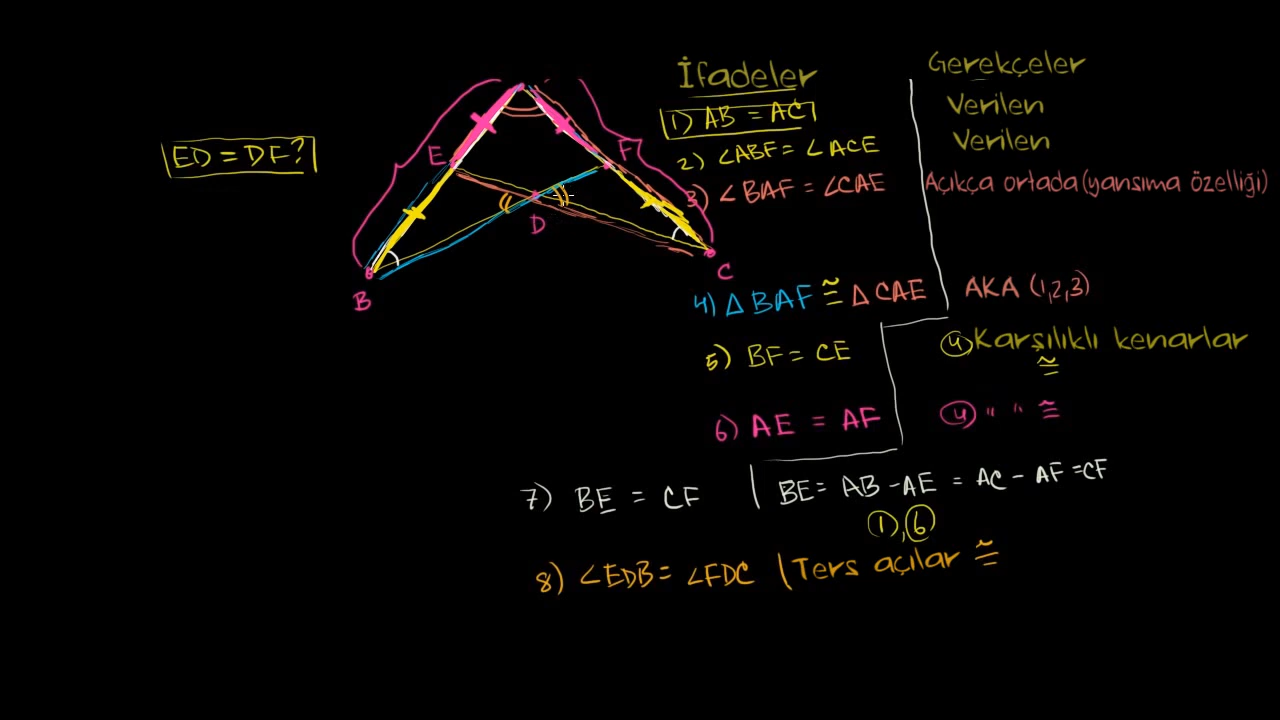 İfadeler
Gerekçeler
1) AB = AC
Verilen
2) ∠ABF = ∠ACE
Verilen
3) ∠BAF = ∠CAE
Açıkça ortada (yansıma özelliği)
ED = DF?
E
F
D
B
C
4) △BAF ≅ △CAE
AKA (1,2,3)
5) BF = CE
④ Karşılıklı kenarlar ≅
6) AE = AF
④ " " ≅
7) BE = CF
BE = AB - AE = AC - AF = CF
①,⑥
8) ∠EDB = ∠FDC
Ters açılar ≅